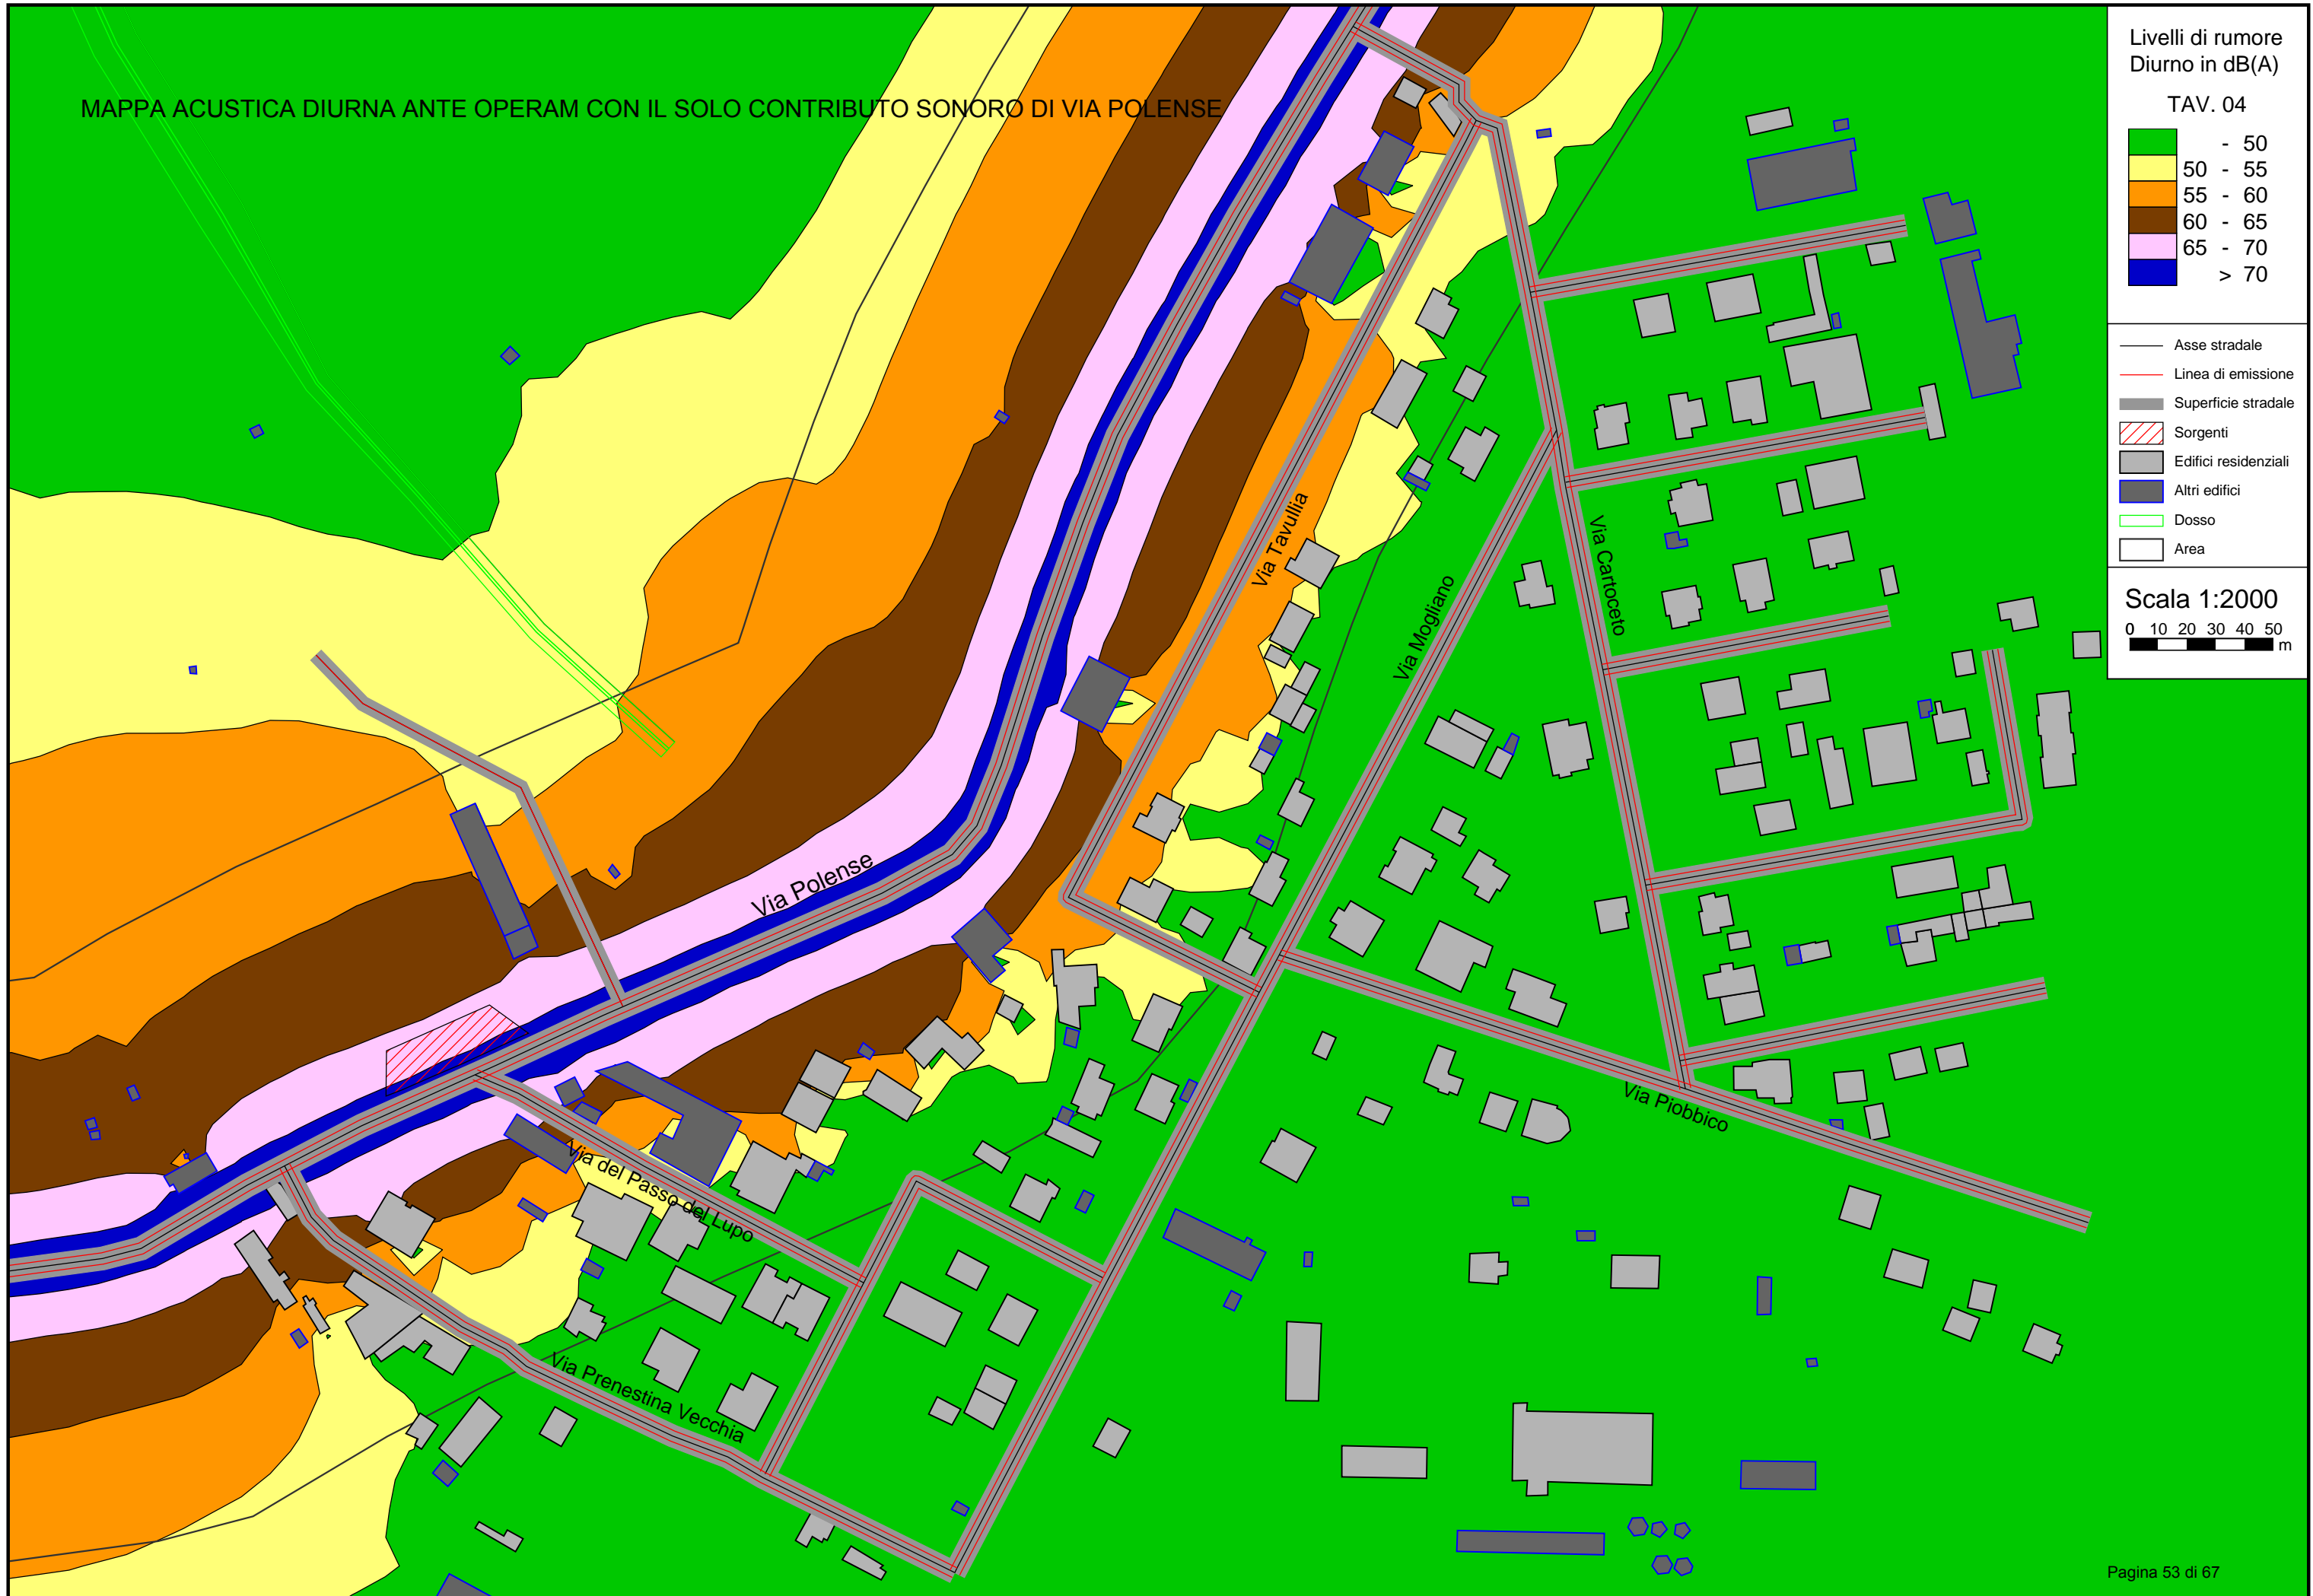 MAPPA ACUSTICA DIURNA ANTE OPERAM CON IL SOLO CONTRIBUTO SONORO DI VIA POLENSE
Livelli di rumore
Diurno in dB(A)
TAV. 04
- 50
50 - 55
55 - 60
60 - 65
65 - 70
> 70
Asse stradale
Linea di emissione
Superficie stradale
Sorgenti
Edifici residenziali
Altri edifici
Dosso
Area
Scala 1:2000
0 10 20 30 40 50
m
Via Tavullia
Via Mogliano
Via Cartoceto
Via Polense
Via Piobbico
Via del Passo del Lupo
Via Prenestina Vecchia
Pagina 53 di 67